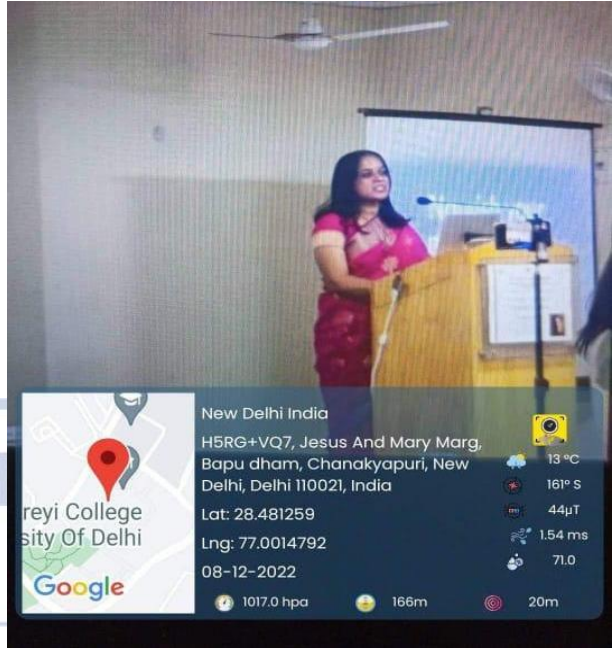 New Delhi India
H5RG+VQ7, Jesus And Mary Marg,
Bapu dham, Chanakyapuri, New
Delhi, Delhi 110021, India
Lat: 28.481259
Lng: 77.0014792
08-12-2022
reyi College
sity Of Delhi
Google
13 °C
161° S
44µT
1.54 ms
71.0
1017.0 hpa
166m
20m